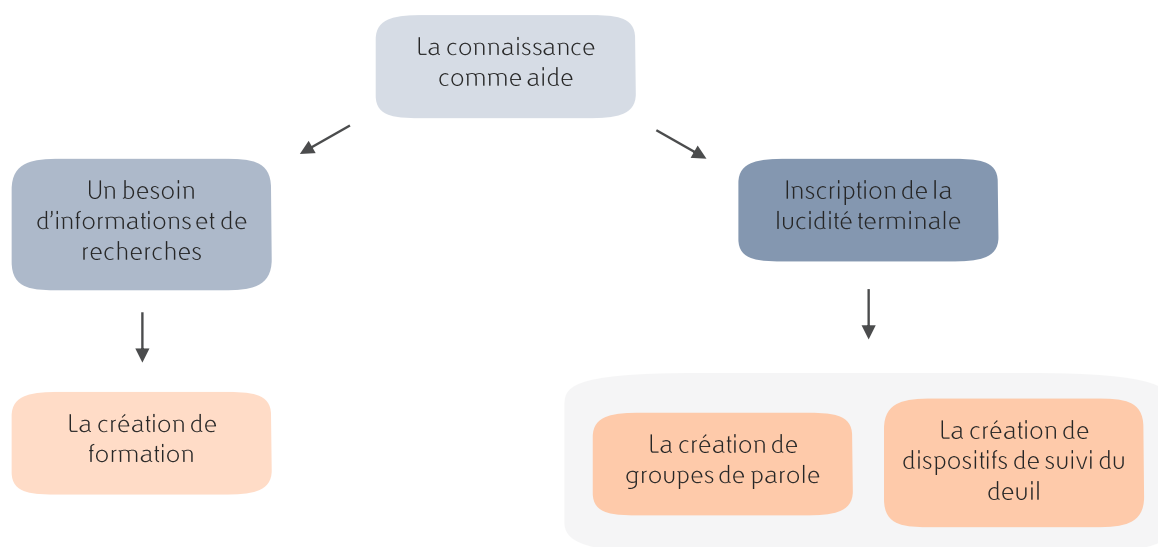 La connaissance
comme aide
Un besoin
d'informations et de
recherches
Inscription de la
lucidité terminale
La création de
formation
La création de
groupes de parole
La création de
dispositifs de suivi du
deuil